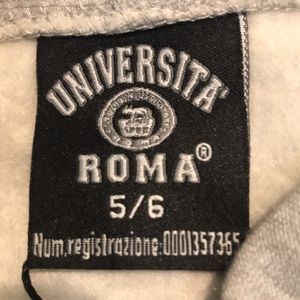 UNIVERSITA'
ROMA®
5/6
Num.registrazione:0001357365